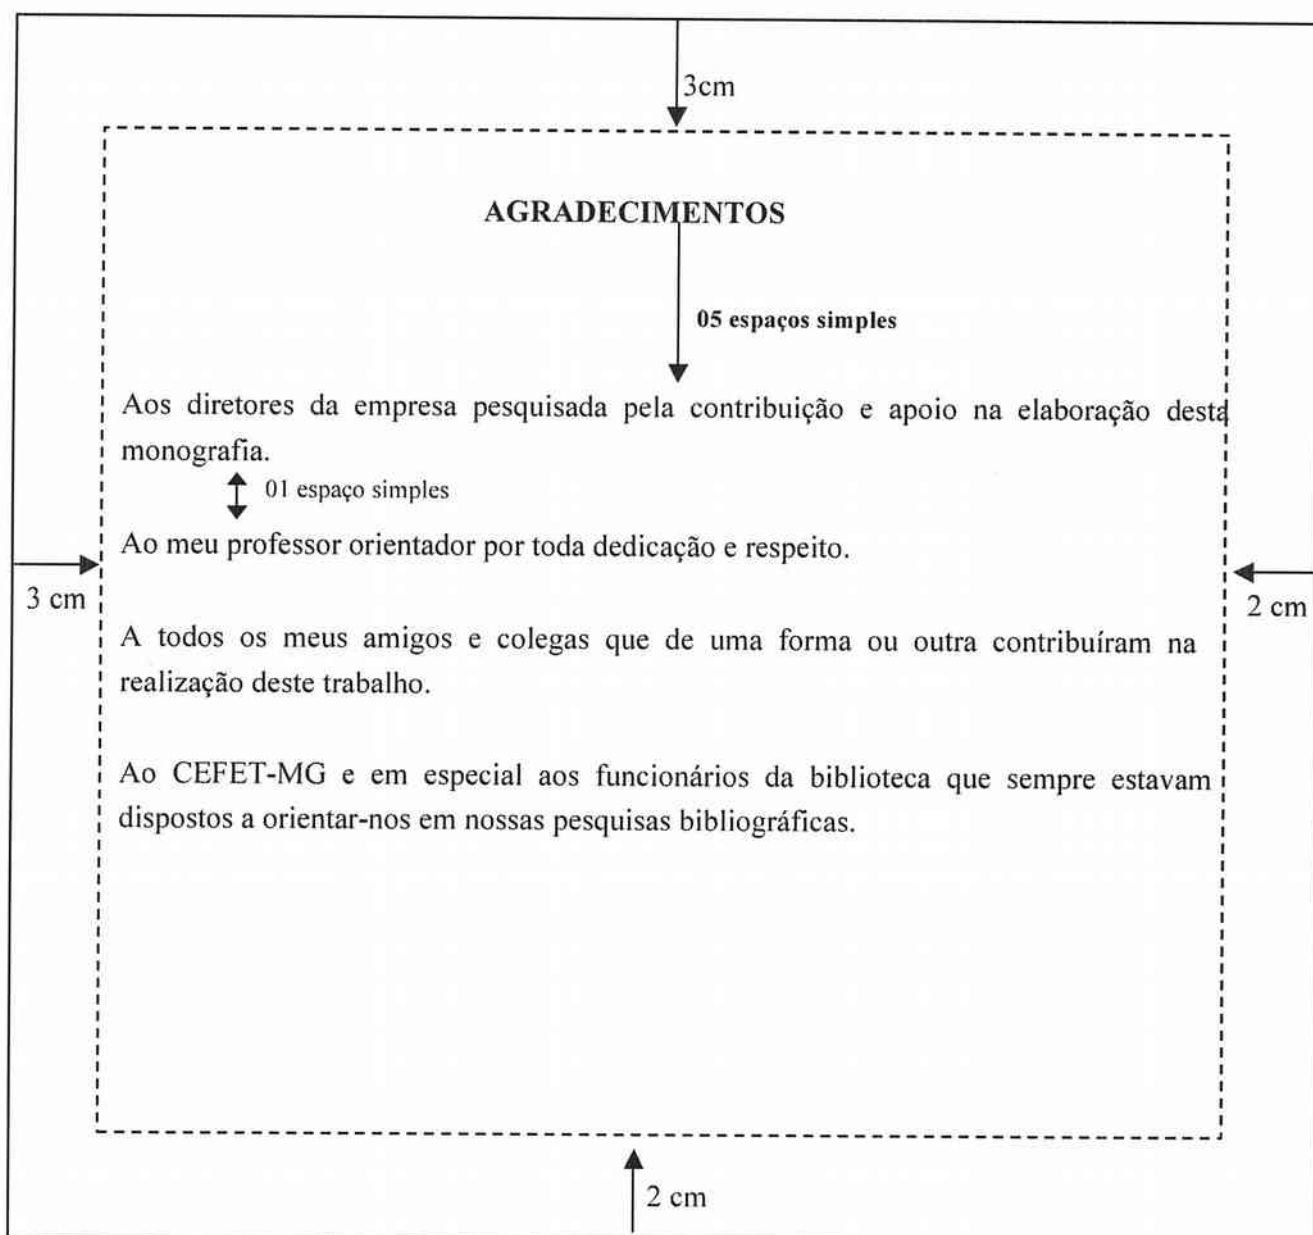 3cm
AGRADECIMENTOS
05 espaços simples
Aos diretores da empresa pesquisada pela contribuição e apoio na elaboração desta
monografia.
01 espaço simples
Ao meu professor orientador por toda dedicação e respeito.
3 cm
2 cm
A todos os meus amigos e colegas que de uma forma ou outra contribuíram na
realização deste trabalho.
Ao CEFET-MG e em especial aos funcionários da biblioteca que sempre estavam
dispostos a orientar-nos em nossas pesquisas bibliográficas.
2 cm